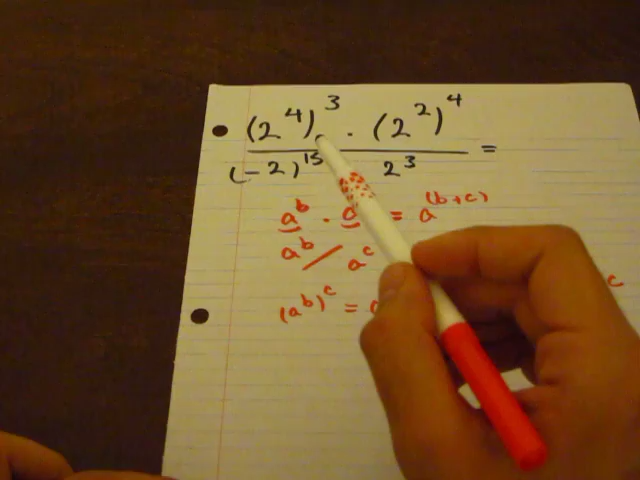 (2^4)^3 · (2^2)^4 =
(-2)^15 2^3
a^b · a = a^(b+c)
a^b / a^c
(a^b)^c =
c